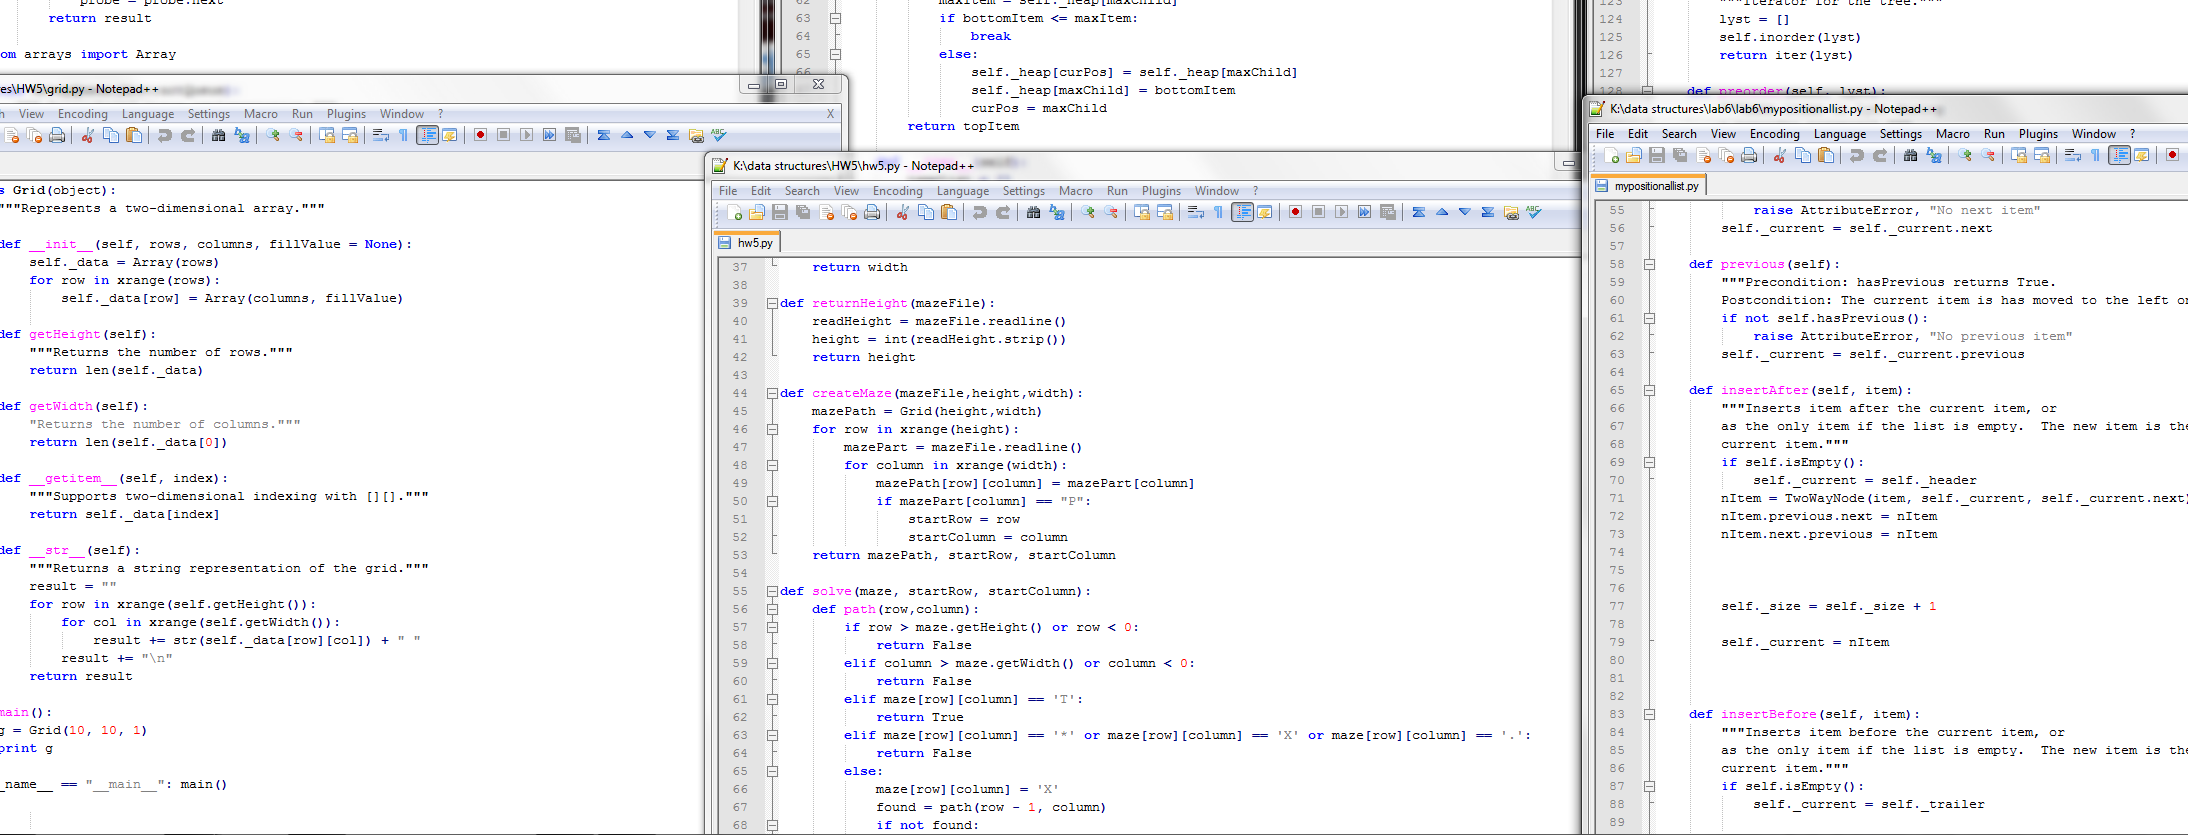 probe = probe.next
return result
om arrays import Array
es\HW5\grid.py - Notepad++
h View Encoding Language Settings Macro Run Plugins Window ? X
s Grid(object):
"""Represents a two-dimensional array."""
def __init__(self, rows, columns, fillValue = None):
self._data = Array(rows)
for row in xrange(rows):
self._data[row] = Array(columns, fillValue)
def getHeight(self):
"""Returns the number of rows."""
return len(self._data)
def getWidth(self):
"Returns the number of columns."""
return len(self._data[0])
def __getitem__(self, index):
"""Supports two-dimensional indexing with [][]."""
return self._data[index]
def __str__(self):
"""Returns a string representation of the grid."""
result = ""
for row in xrange(self.getHeight()):
for col in xrange(self.getWidth()):
result += str(self._data[row][col]) + " "
result += "\n"
return result
main():
g = Grid(10, 10, 1)
print g
_name__ == "__main__": main()
62 maxItem = self._heap[maxChild]
63 if bottomItem <= maxItem:
64 break
65 else:
66 self._heap[curPos] = self._heap[maxChild]
self._heap[maxChild] = bottomItem
curPos = maxChild
return topItem
K:\data structures\HW5\hw5.py - Notepad++
File Edit Search View Encoding Language Settings Macro Run Plugins Window ?
hw5.py
37 return width
38
39 def returnHeight(mazeFile):
40 readHeight = mazeFile.readline()
41 height = int(readHeight.strip())
42 return height
43
44 def createMaze(mazeFile,height,width):
45 mazePath = Grid(height,width)
46 for row in xrange(height):
47 mazePart = mazeFile.readline()
48 for column in xrange(width):
49 mazePath[row][column] = mazePart[column]
50 if mazePart[column] == "P":
51 startRow = row
52 startColumn = column
53 return mazePath, startRow, startColumn
54
55 def solve(maze, startRow, startColumn):
56 def path(row,column):
57 if row > maze.getHeight() or row < 0:
58 return False
59 elif column > maze.getWidth() or column < 0:
60 return False
61 elif maze[row][column] == 'T':
62 return True
63 elif maze[row][column] == '*' or maze[row][column] == 'X' or maze[row][column] == '.':
64 return False
65 else:
66 maze[row][column] = 'X'
67 found = path(row - 1, column)
68 if not found:
123 """Iterator for the tree."""
124 lyst = []
125 self.inorder(lyst)
126 return iter(lyst)
127
128 def preorder(self, lyst):
K:\data structures\lab6\lab6\mypositionallist.py - Notepad++
File Edit Search View Encoding Language Settings Macro Run Plugins Window ?
mypositionallist.py
55 raise AttributeError, "No next item"
56 self._current = self._current.next
57
58 def previous(self):
59 """Precondition: hasPrevious returns True.
60 Postcondition: The current item is has moved to the left o
61 if not self.hasPrevious():
62 raise AttributeError, "No previous item"
63 self._current = self._current.previous
64
65 def insertAfter(self, item):
66 """Inserts item after the current item, or
67 as the only item if the list is empty. The new item is the
68 current item."""
69 if self.isEmpty():
70 self._current = self._header
71 nItem = TwoWayNode(item, self._current, self._current.next)
72 nItem.previous.next = nItem
73 nItem.next.previous = nItem
74
75
76
77 self._size = self._size + 1
78
79 self._current = nItem
80
81
82
83 def insertBefore(self, item):
84 """Inserts item before the current item, or
85 as the only item if the list is empty. The new item is the
86 current item."""
87 if self.isEmpty():
88 self._current = self._trailer
89